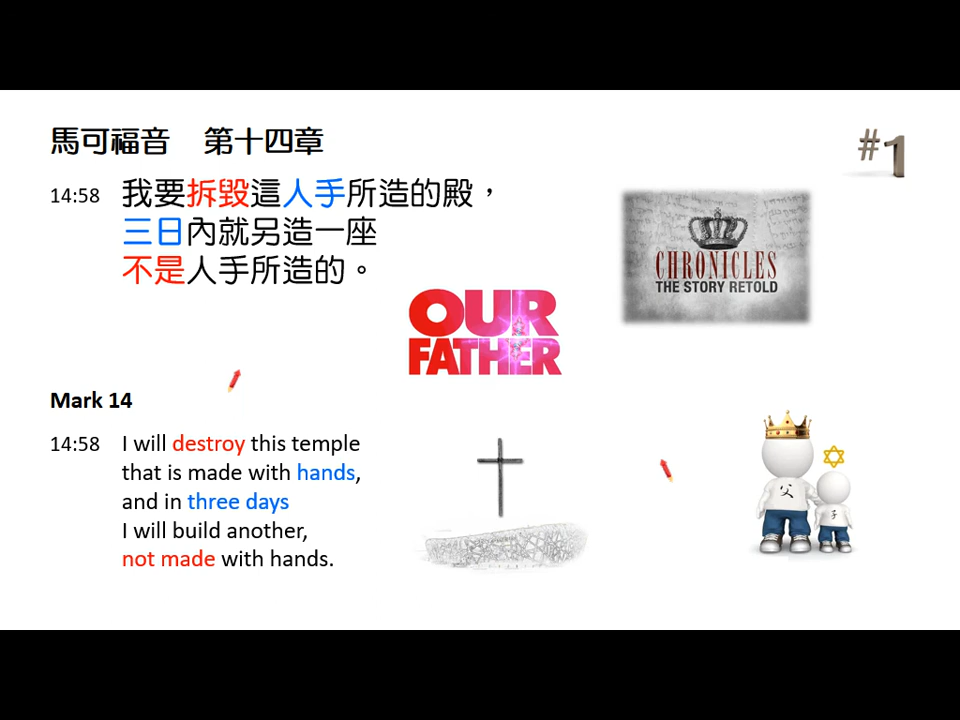 馬可福音　第十四章
#1
14:58 我要拆毀這人手所造的殿，
三日內就另造一座
不是人手所造的。
CHRONICLES
THE STORY RETOLD
OUR
FATHER
Mark 14
14:58 I will destroy this temple
that is made with hands,
and in three days
I will build another,
not made with hands.
父
子